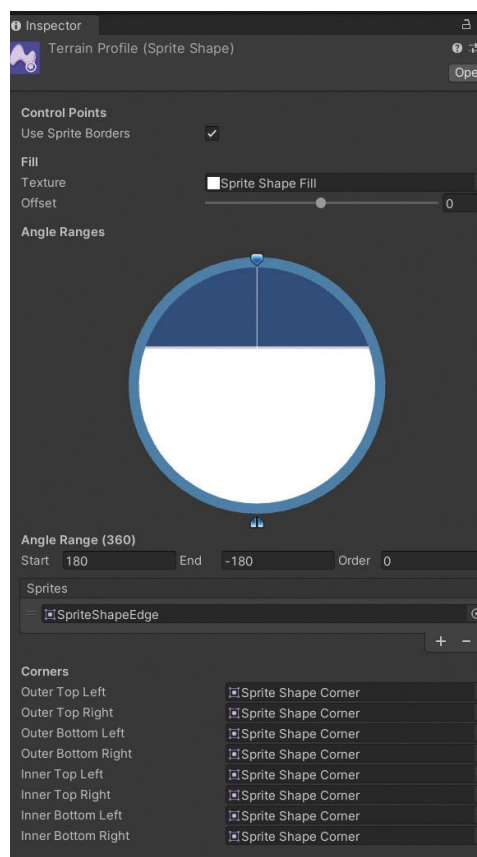 Inspector
Terrain Profile (Sprite Shape)
Ope
Control Points
Use Sprite Borders
Fill
Texture Sprite Shape Fill
Offset 0
Angle Ranges
Angle Range (360)
Start 180 End -180 Order 0
Sprites
SpriteShapeEdge
+ -
Corners
Outer Top Left Sprite Shape Corner
Outer Top Right Sprite Shape Corner
Outer Bottom Left Sprite Shape Corner
Outer Bottom Right Sprite Shape Corner
Inner Top Left Sprite Shape Corner
Inner Top Right Sprite Shape Corner
Inner Bottom Left Sprite Shape Corner
Inner Bottom Right Sprite Shape Corner